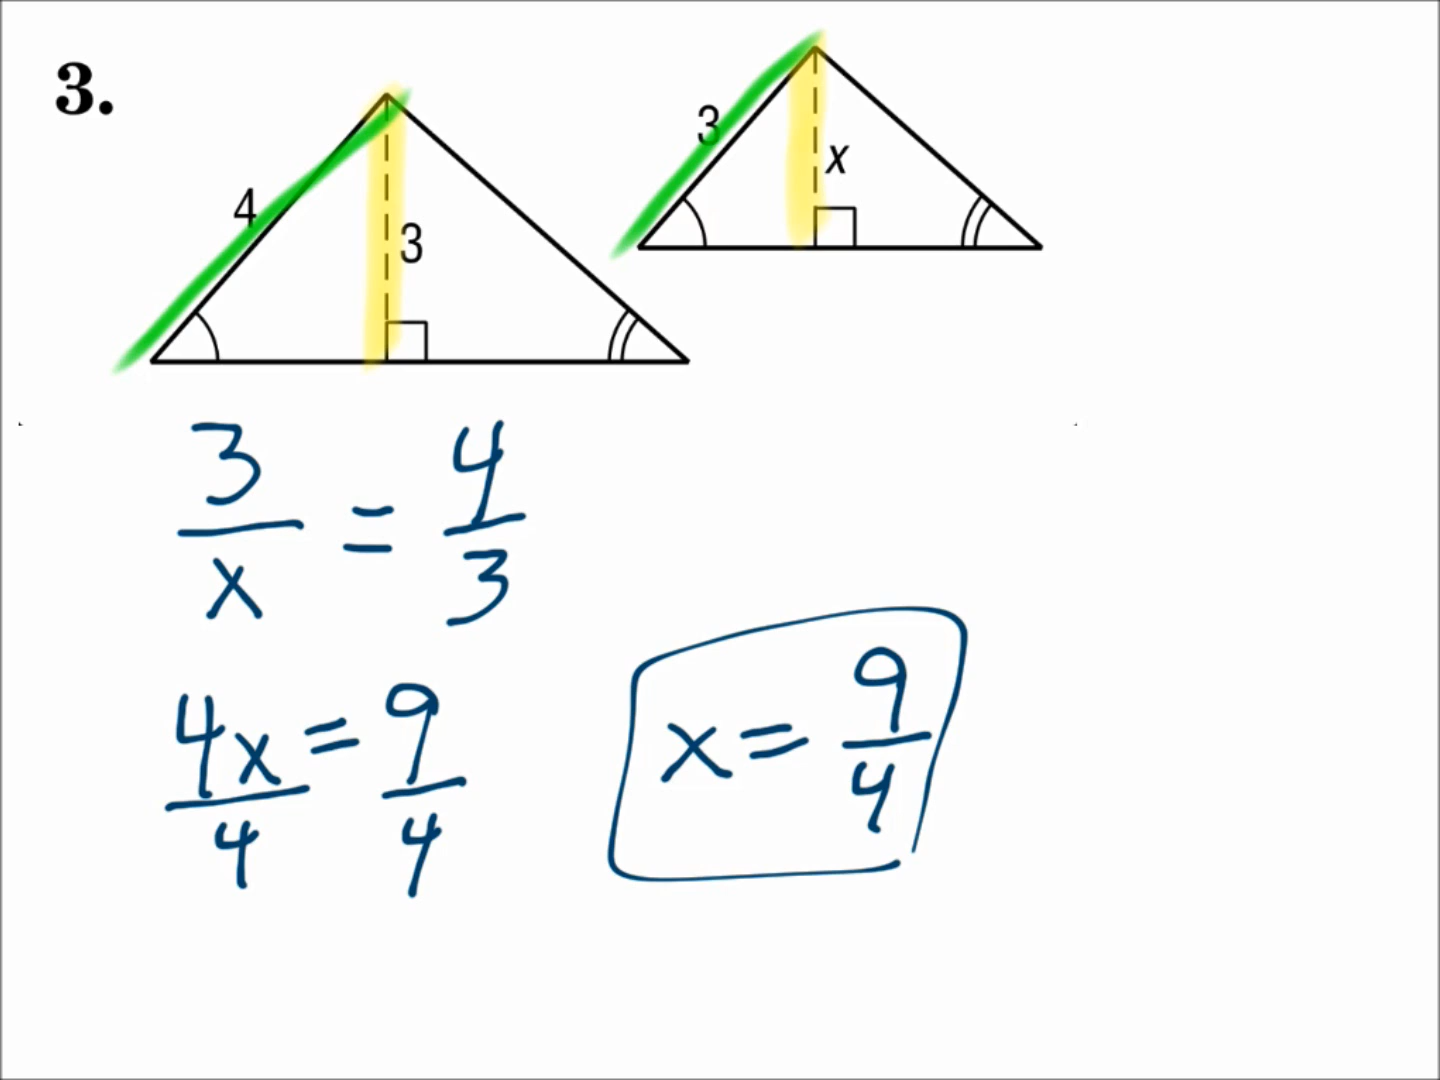 3.
4
3
3
x
3/x = 4/3
4x/4 = 9/4
x = 9/4